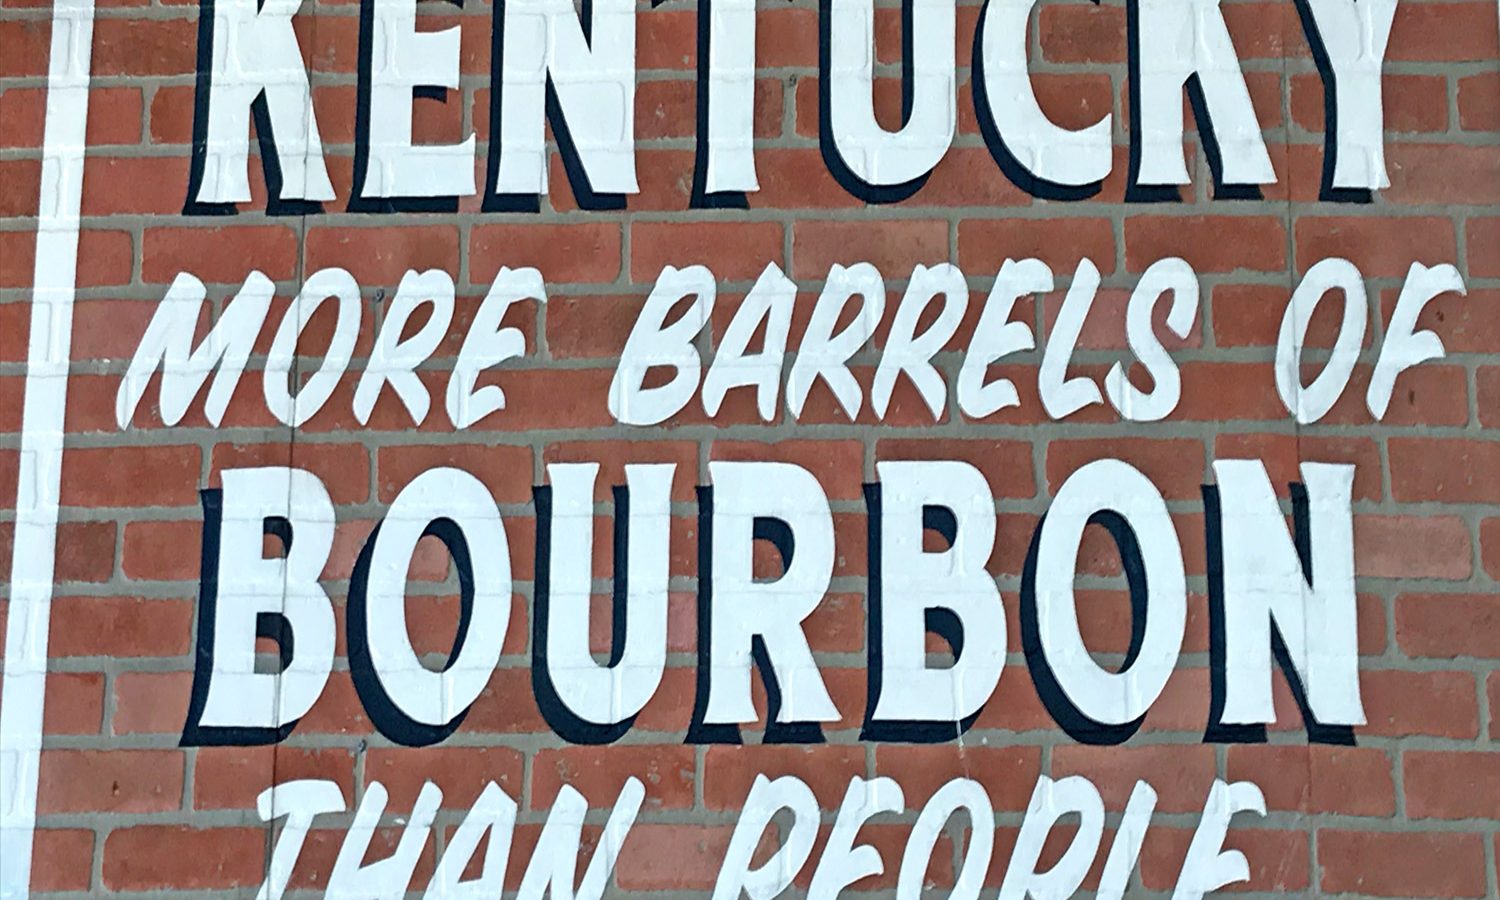 KENTUCKY
MORE BARRELS OF
BOURBON
THAN PEOPLE